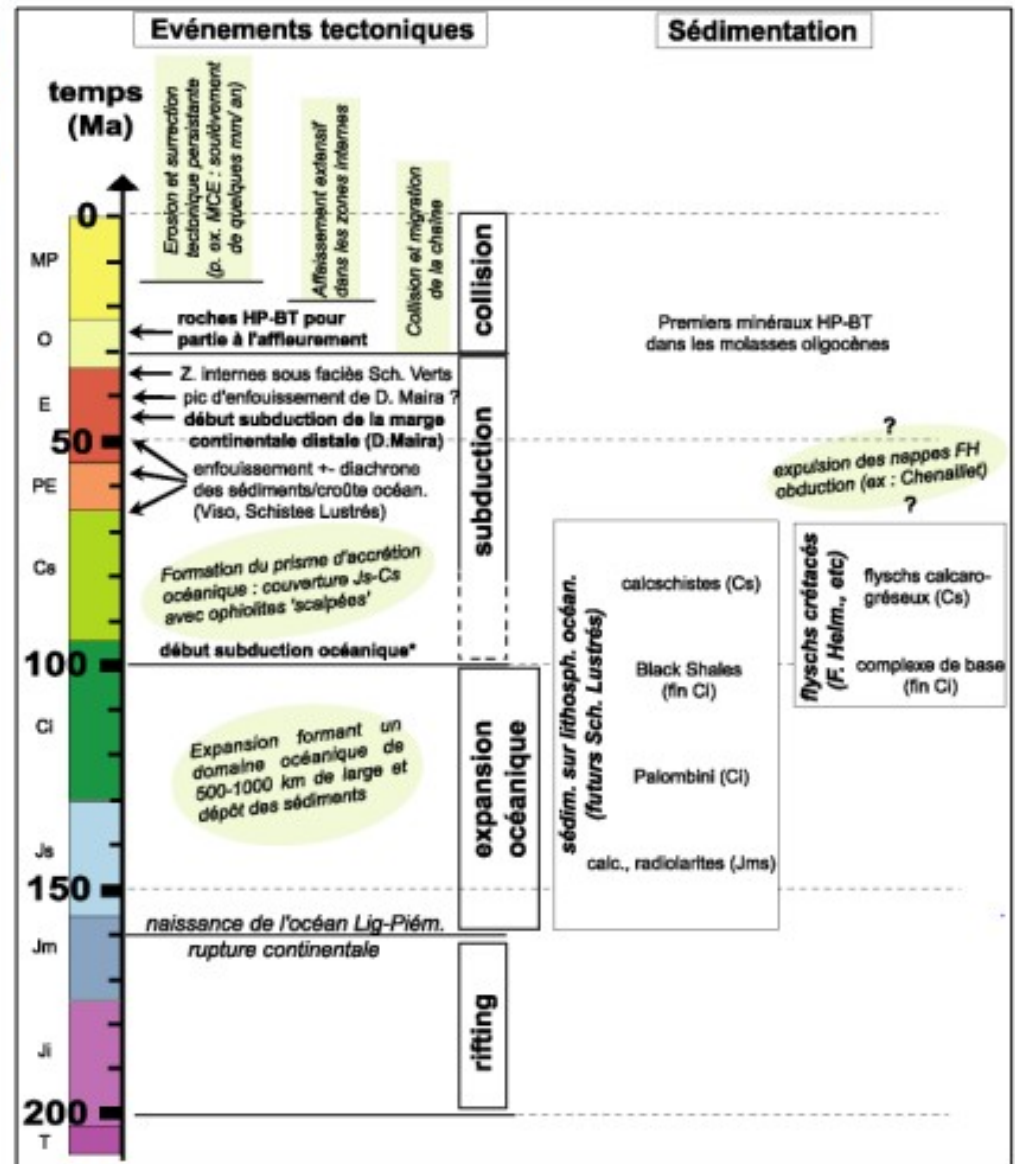 Evénements tectoniques
Sédimentation
temps
(Ma)
Erosion et surrection
tectonique persistante
(p. ex. MCE : soulèvement
de quelques mm/ an)
Affaissement extensif
dans les zones internes
Collision et migration
de la chaîne
0
MP
collision
roches HP-BT pour
partie à l'affleurement
O
Premiers minéraux HP-BT
dans les molasses oligocènes
Z. internes sous faciès Sch. Verts
E
pic d'enfouissement de D. Maira ?
début subduction de la marge
continentale distale (D.Maira)
50
subduction
?
expulsion des nappes FH
obduction (ex : Chenaillet)
?
enfouissement +- diachrone
des sédiments/croûte océan.
(Viso, Schistes Lustrés)
PE
Cs
Formation du prisme d'accrétion
océanique : couverture Js-Cs
avec ophiolites 'scalpées'
début subduction océanique*
100
sédim. sur lithosph. océan.
(futurs Sch. Lustrés)
calcschistes (Cs)
Black Shales
(fin Ci)
Palombini (Ci)
calc., radiolarites (Jms)
flyschs crétacés
(F. Helm., etc)
flyschs calcaro-
gréseux (Cs)
complexe de base
(fin Ci)
Ci
Expansion formant un
domaine océanique de
500-1000 km de large et
dépôt des sédiments
expansion
océanique
Js
150
naissance de l'océan Lig-Piém.
Jm
rupture continentale
rifting
Ji
200
T